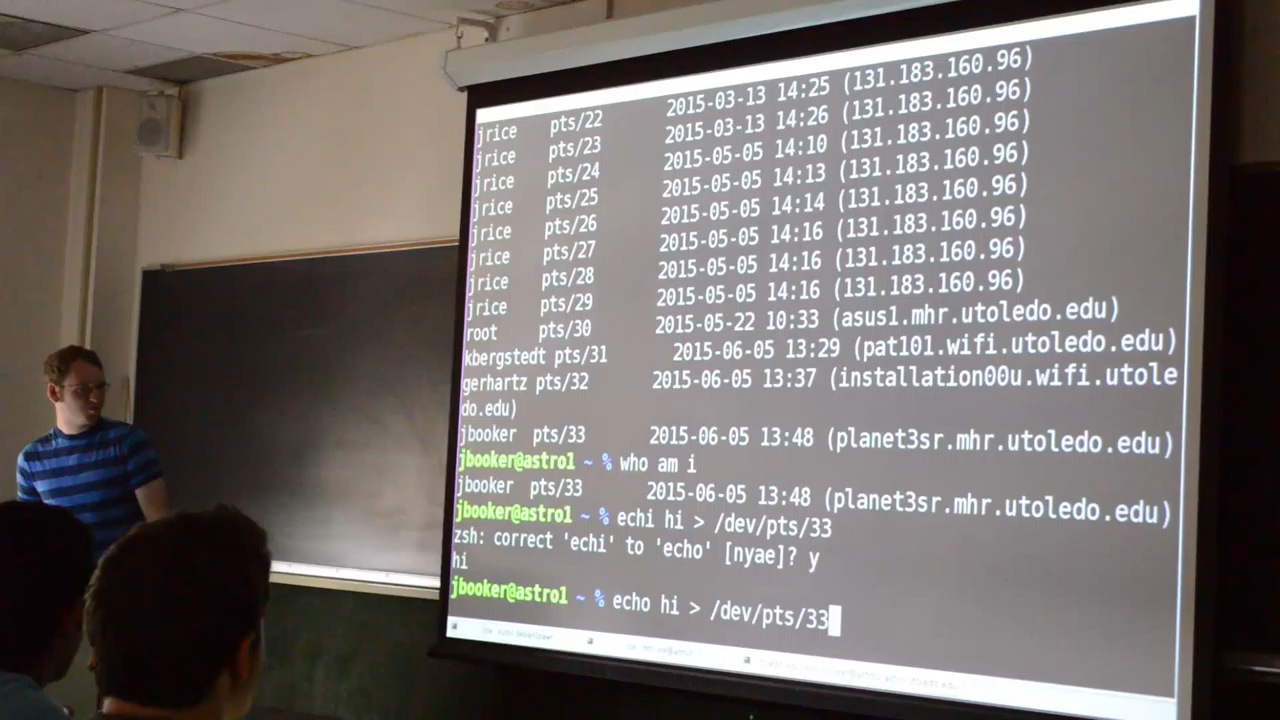 jrice pts/22 2015-03-13 14:25 (131.183.160.96)
jrice pts/23 2015-03-13 14:26 (131.183.160.96)
jrice pts/24 2015-05-05 14:10 (131.183.160.96)
jrice pts/25 2015-05-05 14:13 (131.183.160.96)
jrice pts/26 2015-05-05 14:14 (131.183.160.96)
jrice pts/27 2015-05-05 14:16 (131.183.160.96)
jrice pts/28 2015-05-05 14:16 (131.183.160.96)
jrice pts/29 2015-05-05 14:16 (131.183.160.96)
root pts/30 2015-05-22 10:33 (asus1.mhr.utoledo.edu)
kbergstedt pts/31 2015-06-05 13:29 (pat101.wifi.utoledo.edu)
gerhartz pts/32 2015-06-05 13:37 (installation00u.wifi.utole
do.edu)
jbooker pts/33 2015-06-05 13:48 (planet3sr.mhr.utoledo.edu)
jbooker@astro1 ~ % who am i
jbooker pts/33 2015-06-05 13:48 (planet3sr.mhr.utoledo.edu)
jbooker@astro1 ~ % echi hi > /dev/pts/33
zsh: correct 'echi' to 'echo' [nyae]? y
hi
jbooker@astro1 ~ % echo hi > /dev/pts/33